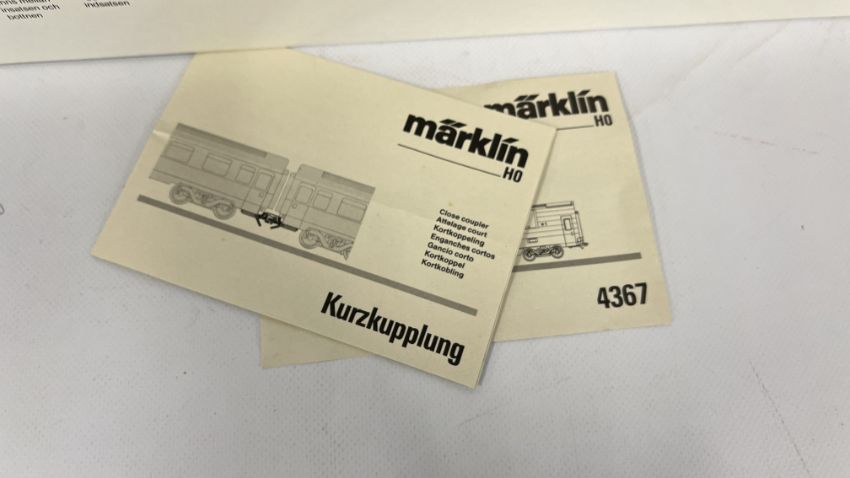 insatsen och
bottnen
indsatsen
märklin
H0
Close coupler
Attelage court
Kortkoppeling
Enganches cortos
Gancio corto
Kortkoppel
Kortkobling
Kurzkupplung
märklin
H0
4367